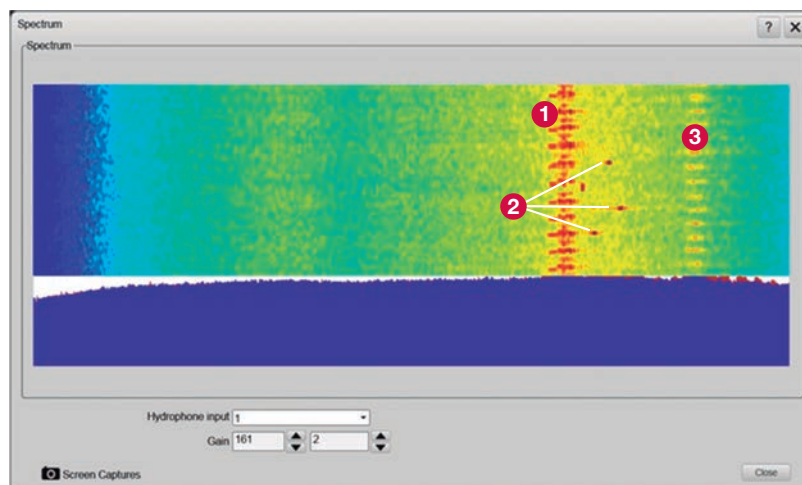 Spectrum
?
Spectrum
1
3
2
Hydrophone input 1
Gain 161 2
Screen Captures
Close